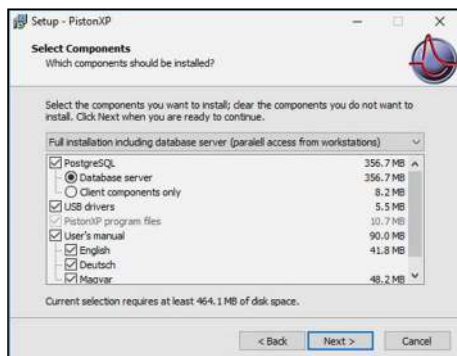 Setup - PistonXP
Select Components
Which components should be installed?
Select the components you want to install; clear the components you do not want to
install. Click Next when you are ready to continue.
Full installation including database server (paralell access from workstations)
PostgreSQL 356.7 MB
Database server 356.7 MB
Client components only 8.2 MB
USB drivers 5.5 MB
PistonXP program files 10.7 MB
User's manual 90.0 MB
English 41.8 MB
Deutsch
Magyar 48.2 MB
Current selection requires at least 464.1 MB of disk space.
< Back Next > Cancel